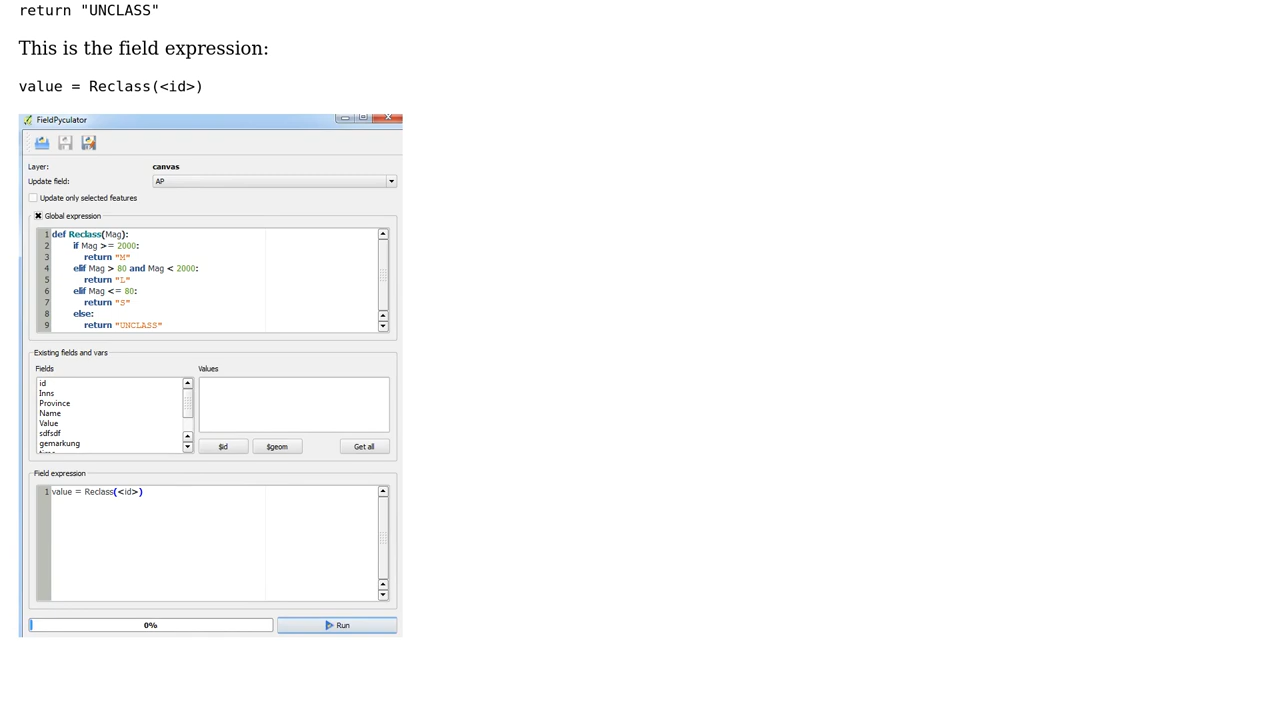 return "UNCLASS"
This is the field expression:
value = Reclass(<id>)
FieldPyculator
Layer: canvas
Update field: AP
Update only selected features
Global expression
1 def Reclass(Mag):
2 if Mag >= 2000:
3 return "M"
4 elif Mag > 80 and Mag < 2000:
5 return "L"
6 elif Mag <= 80:
7 return "S"
8 else:
9 return "UNCLASS"
Existing fields and vars
Fields Values
id
Inns
Province
Name
Value
sdfsdf
gemarkung
$id $geom Get all
Field expression
1 value = Reclass(<id>)
0% Run